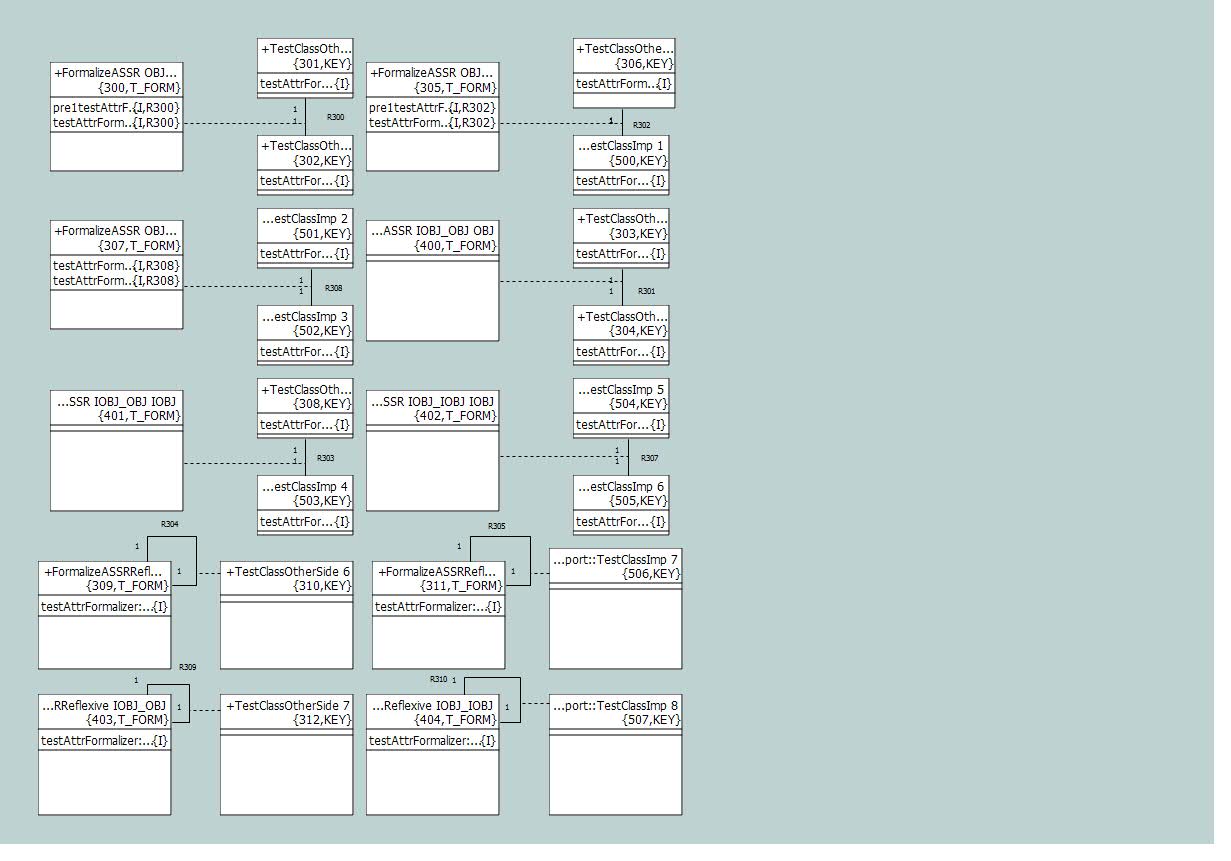 +FormalizeASSR OBJ...
{300,T_FORM}
pre1testAttrF.{I,R300}
testAttrForm..{I,R300}
+TestClassOth...
{301,KEY}
testAttrFor...{I}
1
1
R300
+TestClassOth...
{302,KEY}
testAttrFor...{I}
+FormalizeASSR OBJ...
{305,T_FORM}
pre1testAttrF.{I,R302}
testAttrForm..{I,R302}
+TestClassOthe...
{306,KEY}
testAttrForm..{I}
1
R302
...estClassImp 1
{500,KEY}
testAttrFor...{I}
+FormalizeASSR OBJ...
{307,T_FORM}
testAttrForm..{I,R308}
testAttrForm..{I,R308}
...estClassImp 2
{501,KEY}
testAttrFor...{I}
1
1
R308
...estClassImp 3
{502,KEY}
testAttrFor...{I}
...ASSR IOBJ_OBJ OBJ
{400,T_FORM}
+TestClassOth...
{303,KEY}
testAttrFor...{I}
1
1
R301
+TestClassOth...
{304,KEY}
testAttrFor...{I}
...SSR IOBJ_OBJ IOBJ
{401,T_FORM}
+TestClassOth...
{308,KEY}
testAttrFor...{I}
1
1
R303
...estClassImp 4
{503,KEY}
testAttrFor...{I}
...SSR IOBJ_IOBJ IOBJ
{402,T_FORM}
...estClassImp 5
{504,KEY}
testAttrFor...{I}
1
1
R307
...estClassImp 6
{505,KEY}
testAttrFor...{I}
R304
1
1
+FormalizeASSRRefl...
{309,T_FORM}
testAttrFormalizer:...{I}
+TestClassOtherSide 6
{310,KEY}
R305
1
1
+FormalizeASSRRefl...
{311,T_FORM}
testAttrFormalizer:...{I}
...port::TestClassImp 7
{506,KEY}
R309
1
1
...RReflexive IOBJ_OBJ
{403,T_FORM}
testAttrFormalizer:...{I}
+TestClassOtherSide 7
{312,KEY}
R310 1
1
...Reflexive IOBJ_IOBJ
{404,T_FORM}
testAttrFormalizer:...{I}
...port::TestClassImp 8
{507,KEY}